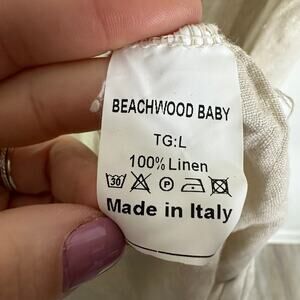 BEACHWOOD BABY
TG:L
100% Linen
30 P
Made in Italy